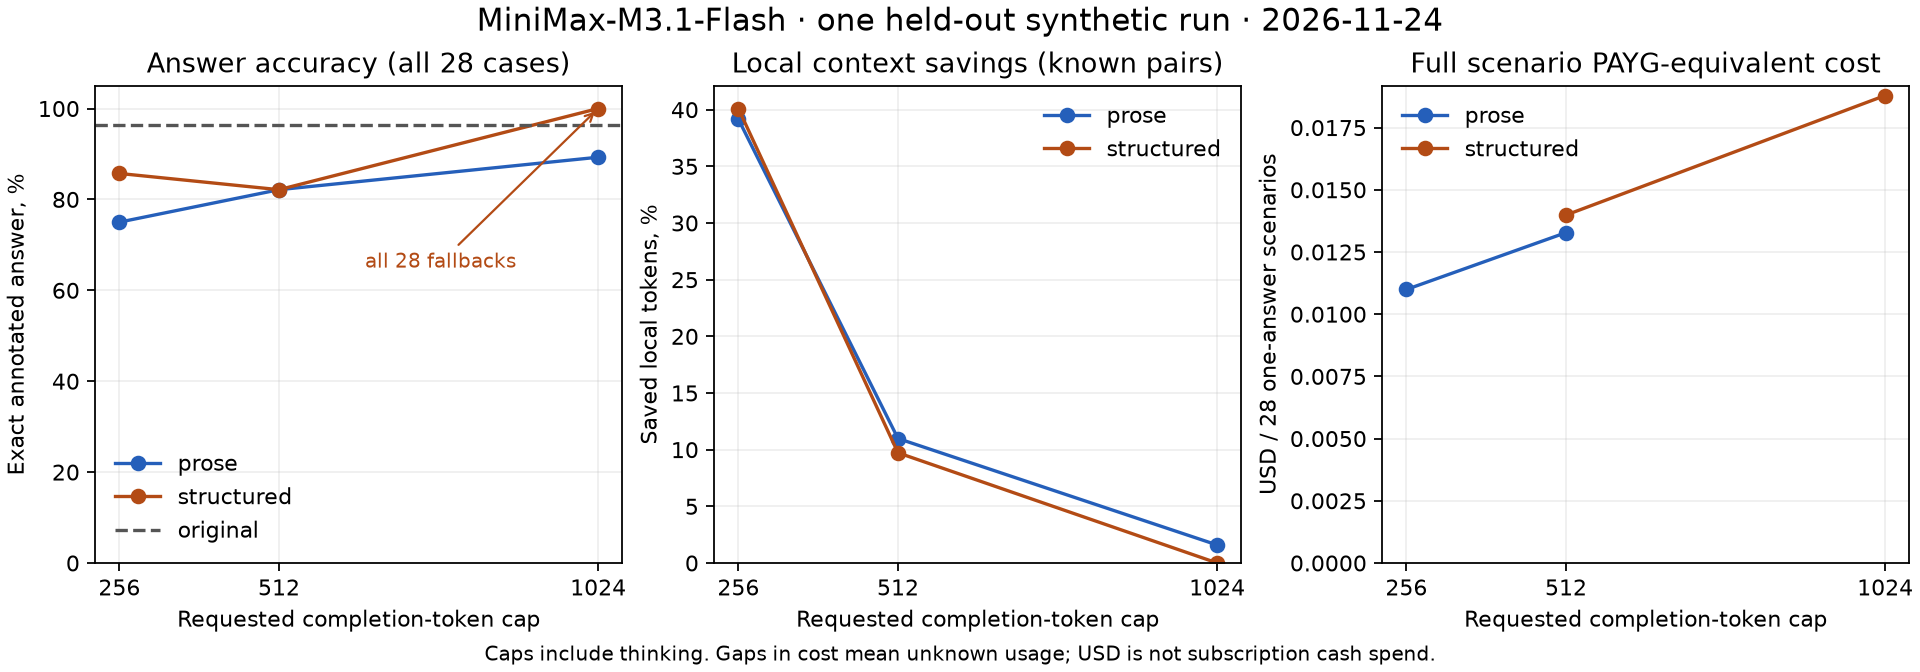 MiniMax-M3.1-Flash · one held-out synthetic run · 2026-11-24
Answer accuracy (all 28 cases)
Exact annotated answer, %
100
80
60
40
20
0
all 28 fallbacks
prose
structured
original
256
512
1024
Requested completion-token cap
Local context savings (known pairs)
Saved local tokens, %
40
35
30
25
20
15
10
5
0
prose
structured
256
512
1024
Requested completion-token cap
Full scenario PAYG-equivalent cost
USD / 28 one-answer scenarios
0.0175
0.0150
0.0125
0.0100
0.0075
0.0050
0.0025
0.0000
prose
structured
256
512
1024
Requested completion-token cap
Caps include thinking. Gaps in cost mean unknown usage; USD is not subscription cash spend.